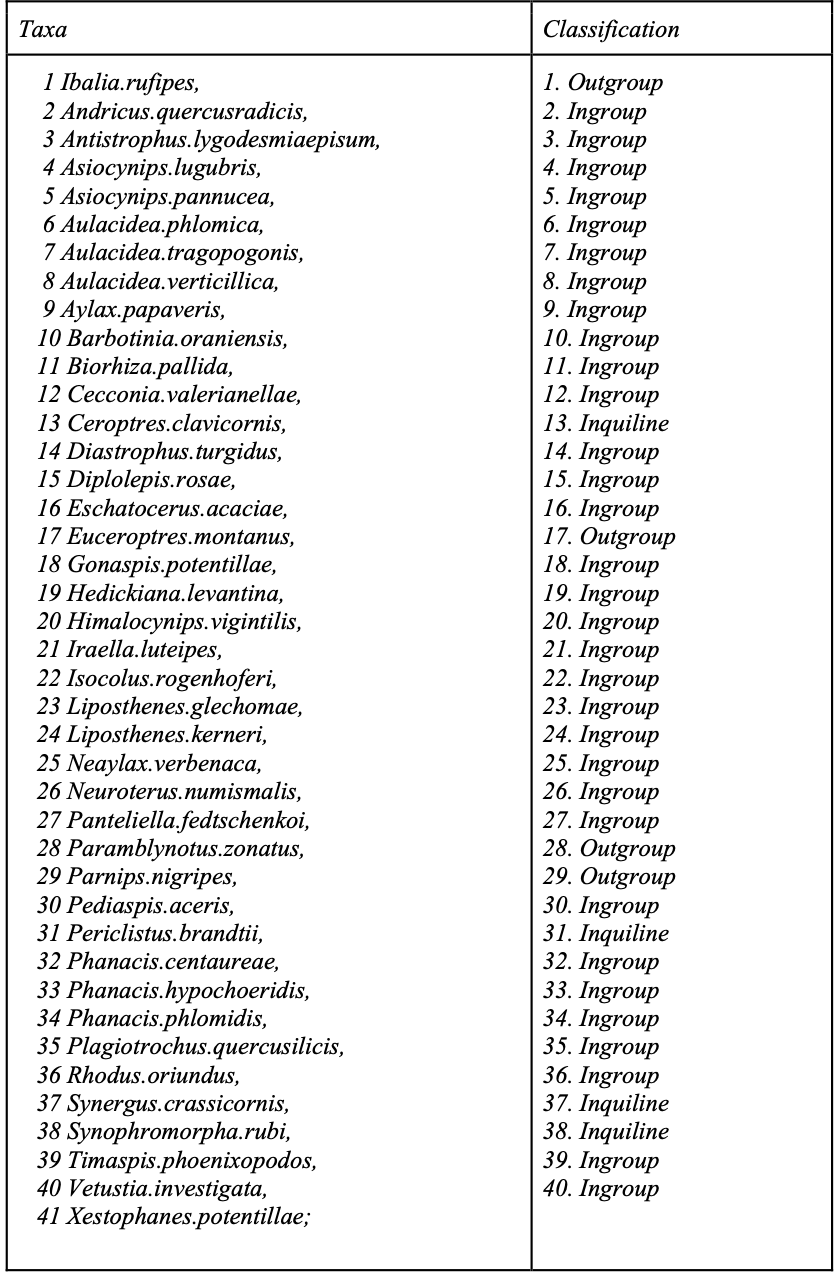 Taxa Classification
1 Ibalia.rufipes, 1. Outgroup
2 Andricus.quercusradicis, 2. Ingroup
3 Antistrophus.lygodesmiaepisum, 3. Ingroup
4 Asiocynips.lugubris, 4. Ingroup
5 Asiocynips.pannucea, 5. Ingroup
6 Aulacidea.phlomica, 6. Ingroup
7 Aulacidea.tragopogonis, 7. Ingroup
8 Aulacidea.verticillica, 8. Ingroup
9 Aylax.papaveris, 9. Ingroup
10 Barbotinia.oraniensis, 10. Ingroup
11 Biorhiza.pallida, 11. Ingroup
12 Cecconia.valerianellae, 12. Ingroup
13 Ceroptres.clavicornis, 13. Inquiline
14 Diastrophus.turgidus, 14. Ingroup
15 Diplolepis.rosae, 15. Ingroup
16 Eschatocerus.acaciae, 16. Ingroup
17 Euceroptres.montanus, 17. Outgroup
18 Gonaspis.potentillae, 18. Ingroup
19 Hedickiana.levantina, 19. Ingroup
20 Himalocynips.vigintilis, 20. Ingroup
21 Iraella.luteipes, 21. Ingroup
22 Isocolus.rogenhoferi, 22. Ingroup
23 Liposthenes.glechomae, 23. Ingroup
24 Liposthenes.kerneri, 24. Ingroup
25 Neaylax.verbenaca, 25. Ingroup
26 Neuroterus.numismalis, 26. Ingroup
27 Panteliella.fedtschenkoi, 27. Ingroup
28 Paramblynotus.zonatus, 28. Outgroup
29 Parnips.nigripes, 29. Outgroup
30 Pediaspis.aceris, 30. Ingroup
31 Periclistus.brandtii, 31. Inquiline
32 Phanacis.centaureae, 32. Ingroup
33 Phanacis.hypochoeridis, 33. Ingroup
34 Phanacis.phlomidis, 34. Ingroup
35 Plagiotrochus.quercusilicis, 35. Ingroup
36 Rhodus.oriundus, 36. Ingroup
37 Synergus.crassicornis, 37. Inquiline
38 Synophromorpha.rubi, 38. Inquiline
39 Timaspis.phoenixopodos, 39. Ingroup
40 Vetustia.investigata, 40. Ingroup
41 Xestophanes.potentillae;